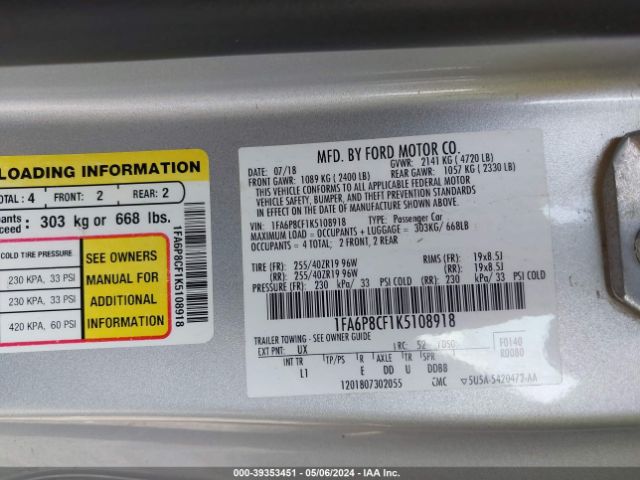 LOADING INFORMATION
TOTAL : 4 FRONT: 2 REAR: 2
303 kg or 668 lbs.
COLD TIRE PRESSURE
230 KPA, 33 PSI
230 KPA, 33 PSI
420 KPA, 60 PSI
SEE OWNERS
MANUAL FOR
ADDITIONAL
INFORMATION
1FA6P8CF1K5108918
MFD. BY FORD MOTOR CO.
DATE: 07/18 GVWR: 2141 KG ( 4720 LB)
FRONT GAWR: 1089 KG ( 2400 LB) REAR GAWR: 1057 KG ( 2330 LB)
THIS VEHICLE CONFORMS TO ALL APPLICABLE FEDERAL MOTOR
VEHICLE SAFETY, BUMPER, AND THEFT PREVENTION STANDARDS
IN EFFECT ON THE DATE OF MANUFACTURE SHOWN ABOVE.
VIN: 1FA6P8CF1K5108918 TYPE: Passenger Car
MAXIMUM LOAD = OCCUPANTS + LUGGAGE = 303KG/ 668LB
OCCUPANTS = 4 TOTAL; 2 FRONT, 2 REAR
TIRE (FR): 255/40ZR19 96W RIMS (FR): 19x8.5J
(RR): 255/40ZR19 96W (RR): 19x8.5J
PRESSURE (FR): 230 kPa/ 33 PSI COLD (RR): 230 kPa/ 33 PSI COLD
1FA6P8CF1K5108918
TRAILER TOWING - SEE OWNER GUIDE
EXT PNT: UX RC: 52 DSO: F0140
R0080
INT TR TP/PS R AXLE TR SPR
L1 E DD U DDBB
1201807302055 CMC 5U5A-5420472-AA
000-39353451 - 05/06/2024 - IAA, Inc.